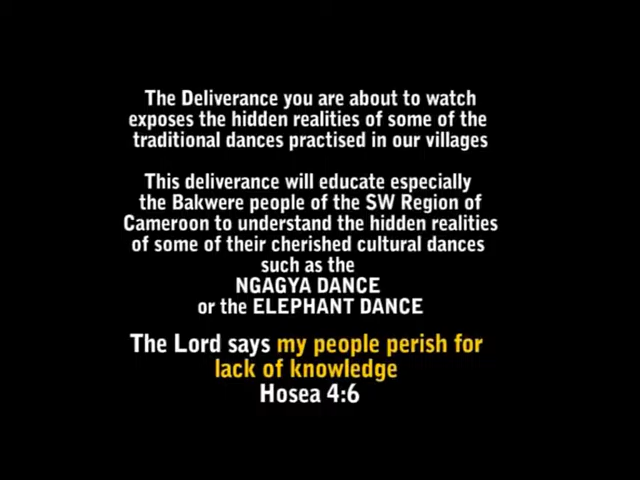 The Deliverance you are about to watch
exposes the hidden realities of some of the
traditional dances practised in our villages
This deliverance will educate especially
the Bakwere people of the SW Region of
Cameroon to understand the hidden realities
of some of their cherished cultural dances
such as the
NGAGYA DANCE
or the ELEPHANT DANCE
The Lord says my people perish for
lack of knowledge
Hosea 4:6